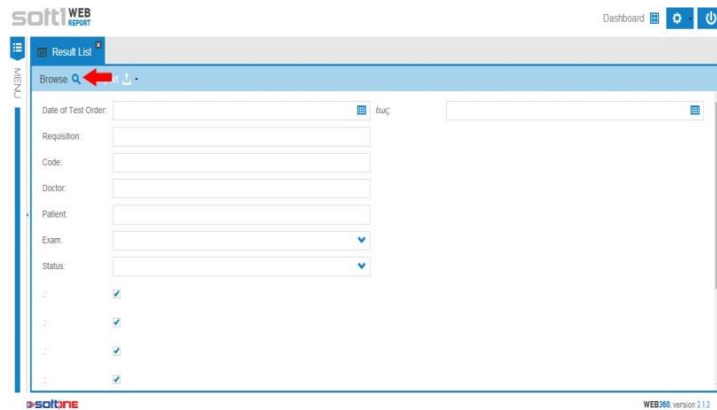 soft1 WEB REPORT
Dashboard
Result List
MENU
Browse
Date of Test Order:
έως:
Requisition:
Code:
Doctor:
Patient:
Exam:
Status:
.:
.:
.:
.:
softone
WEB360, version 2.1.2